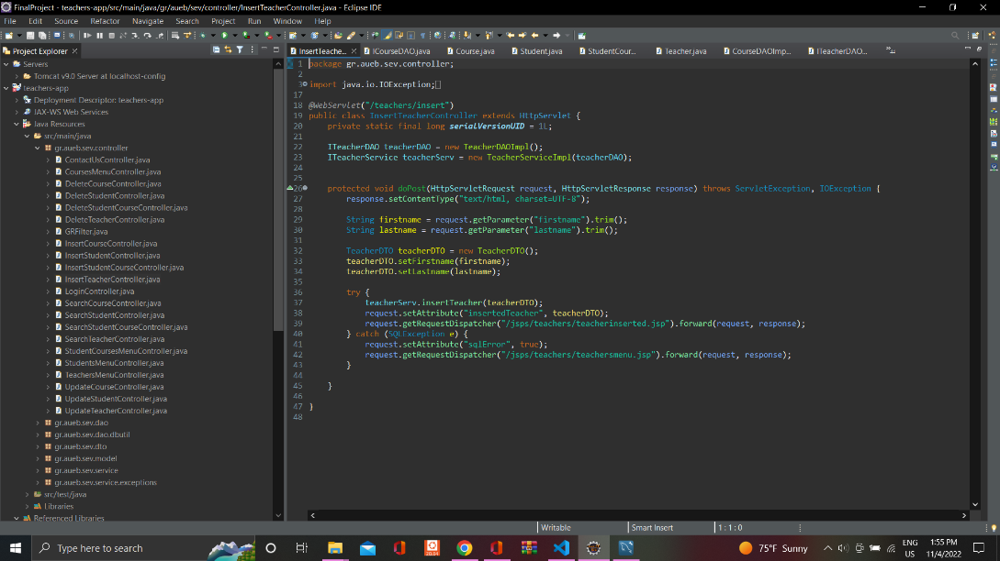 FinalProject - teachers-app/src/main/java/gr/aueb/sev/controller/InsertTeacherController.java - Eclipse IDE
File Edit Source Refactor Navigate Search Project Run Window Help
Project Explorer
Servers
Tomcat v9.0 Server at localhost-config
teachers-app
Deployment Descriptor: teachers-app
JAX-WS Web Services
Java Resources
src/main/java
gr.aueb.sev.controller
ContactUsController.java
CoursesMenuController.java
DeleteCourseController.java
DeleteStudentController.java
DeleteStudentCourseController.java
DeleteTeacherController.java
GRFilter.java
InsertCourseController.java
InsertStudentController.java
InsertStudentCourseController.java
InsertTeacherController.java
LoginController.java
SearchCourseController.java
SearchStudentController.java
SearchStudentCourseController.java
SearchTeacherController.java
StudentCoursesMenuController.java
StudentsMenuController.java
TeachersMenuController.java
UpdateCourseController.java
UpdateStudentController.java
UpdateTeacherController.java
gr.aueb.sev.dao
gr.aueb.sev.dao.dbutil
gr.aueb.sev.dto
gr.aueb.sev.model
gr.aueb.sev.service
gr.aueb.sev.service.exceptions
src/test/java
Libraries
Referenced Libraries
InsertTeache... ICourseDAO.java Course.java Student.java StudentCour... Teacher.java CourseDAOImp... ITeacherDAO...
1 package gr.aueb.sev.controller;
2
3 import java.io.IOException;
17
18 @WebServlet("/teachers/insert")
19 public class InsertTeacherController extends HttpServlet {
20 private static final long serialVersionUID = 1L;
21
22 ITeacherDAO teacherDAO = new TeacherDAOImpl();
23 ITeacherService teacherServ = new TeacherServiceImpl(teacherDAO);
24
25
26 protected void doPost(HttpServletRequest request, HttpServletResponse response) throws ServletException, IOException {
27 response.setContentType("text/html, charset=UTF-8");
28
29 String firstname = request.getParameter("firstname").trim();
30 String lastname = request.getParameter("lastname").trim();
31
32 TeacherDTO teacherDTO = new TeacherDTO();
33 teacherDTO.setFirstname(firstname);
34 teacherDTO.setLastname(lastname);
35
36 try {
37 teacherServ.insertTeacher(teacherDTO);
38 request.setAttribute("insertedTeacher", teacherDTO);
39 request.getRequestDispatcher("/jsps/teachers/teacherinserted.jsp").forward(request, response);
40 } catch (SQLException e) {
41 request.setAttribute("sqlError", true);
42 request.getRequestDispatcher("/jsps/teachers/teachersmenu.jsp").forward(request, response);
43 }
44
45 }
46
47 }
48
Writable Smart Insert 1 : 1 : 0
Type here to search
75°F Sunny
ENG
US
1:55 PM
11/4/2022